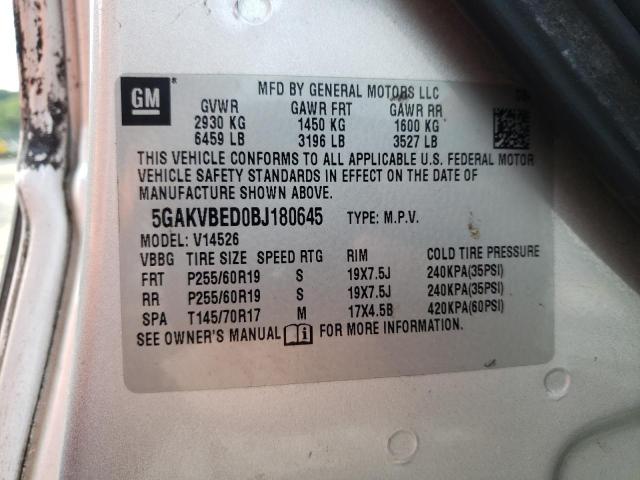 GM
MFD BY GENERAL MOTORS LLC
GVWR GAWR FRT GAWR RR
2930 KG 1450 KG 1600 KG
6459 LB 3196 LB 3527 LB
THIS VEHICLE CONFORMS TO ALL APPLICABLE U.S. FEDERAL MOTOR
VEHICLE SAFETY STANDARDS IN EFFECT ON THE DATE OF
MANUFACTURE SHOWN ABOVE.
5GAKVBED0BJ180645 TYPE: M.P.V.
MODEL: V14526
VBBG TIRE SIZE SPEED RTG RIM COLD TIRE PRESSURE
FRT P255/60R19 S 19X7.5J 240KPA(35PSI)
RR P255/60R19 S 19X7.5J 240KPA(35PSI)
SPA T145/70R17 M 17X4.5B 420KPA(60PSI)
SEE OWNER'S MANUAL FOR MORE INFORMATION.